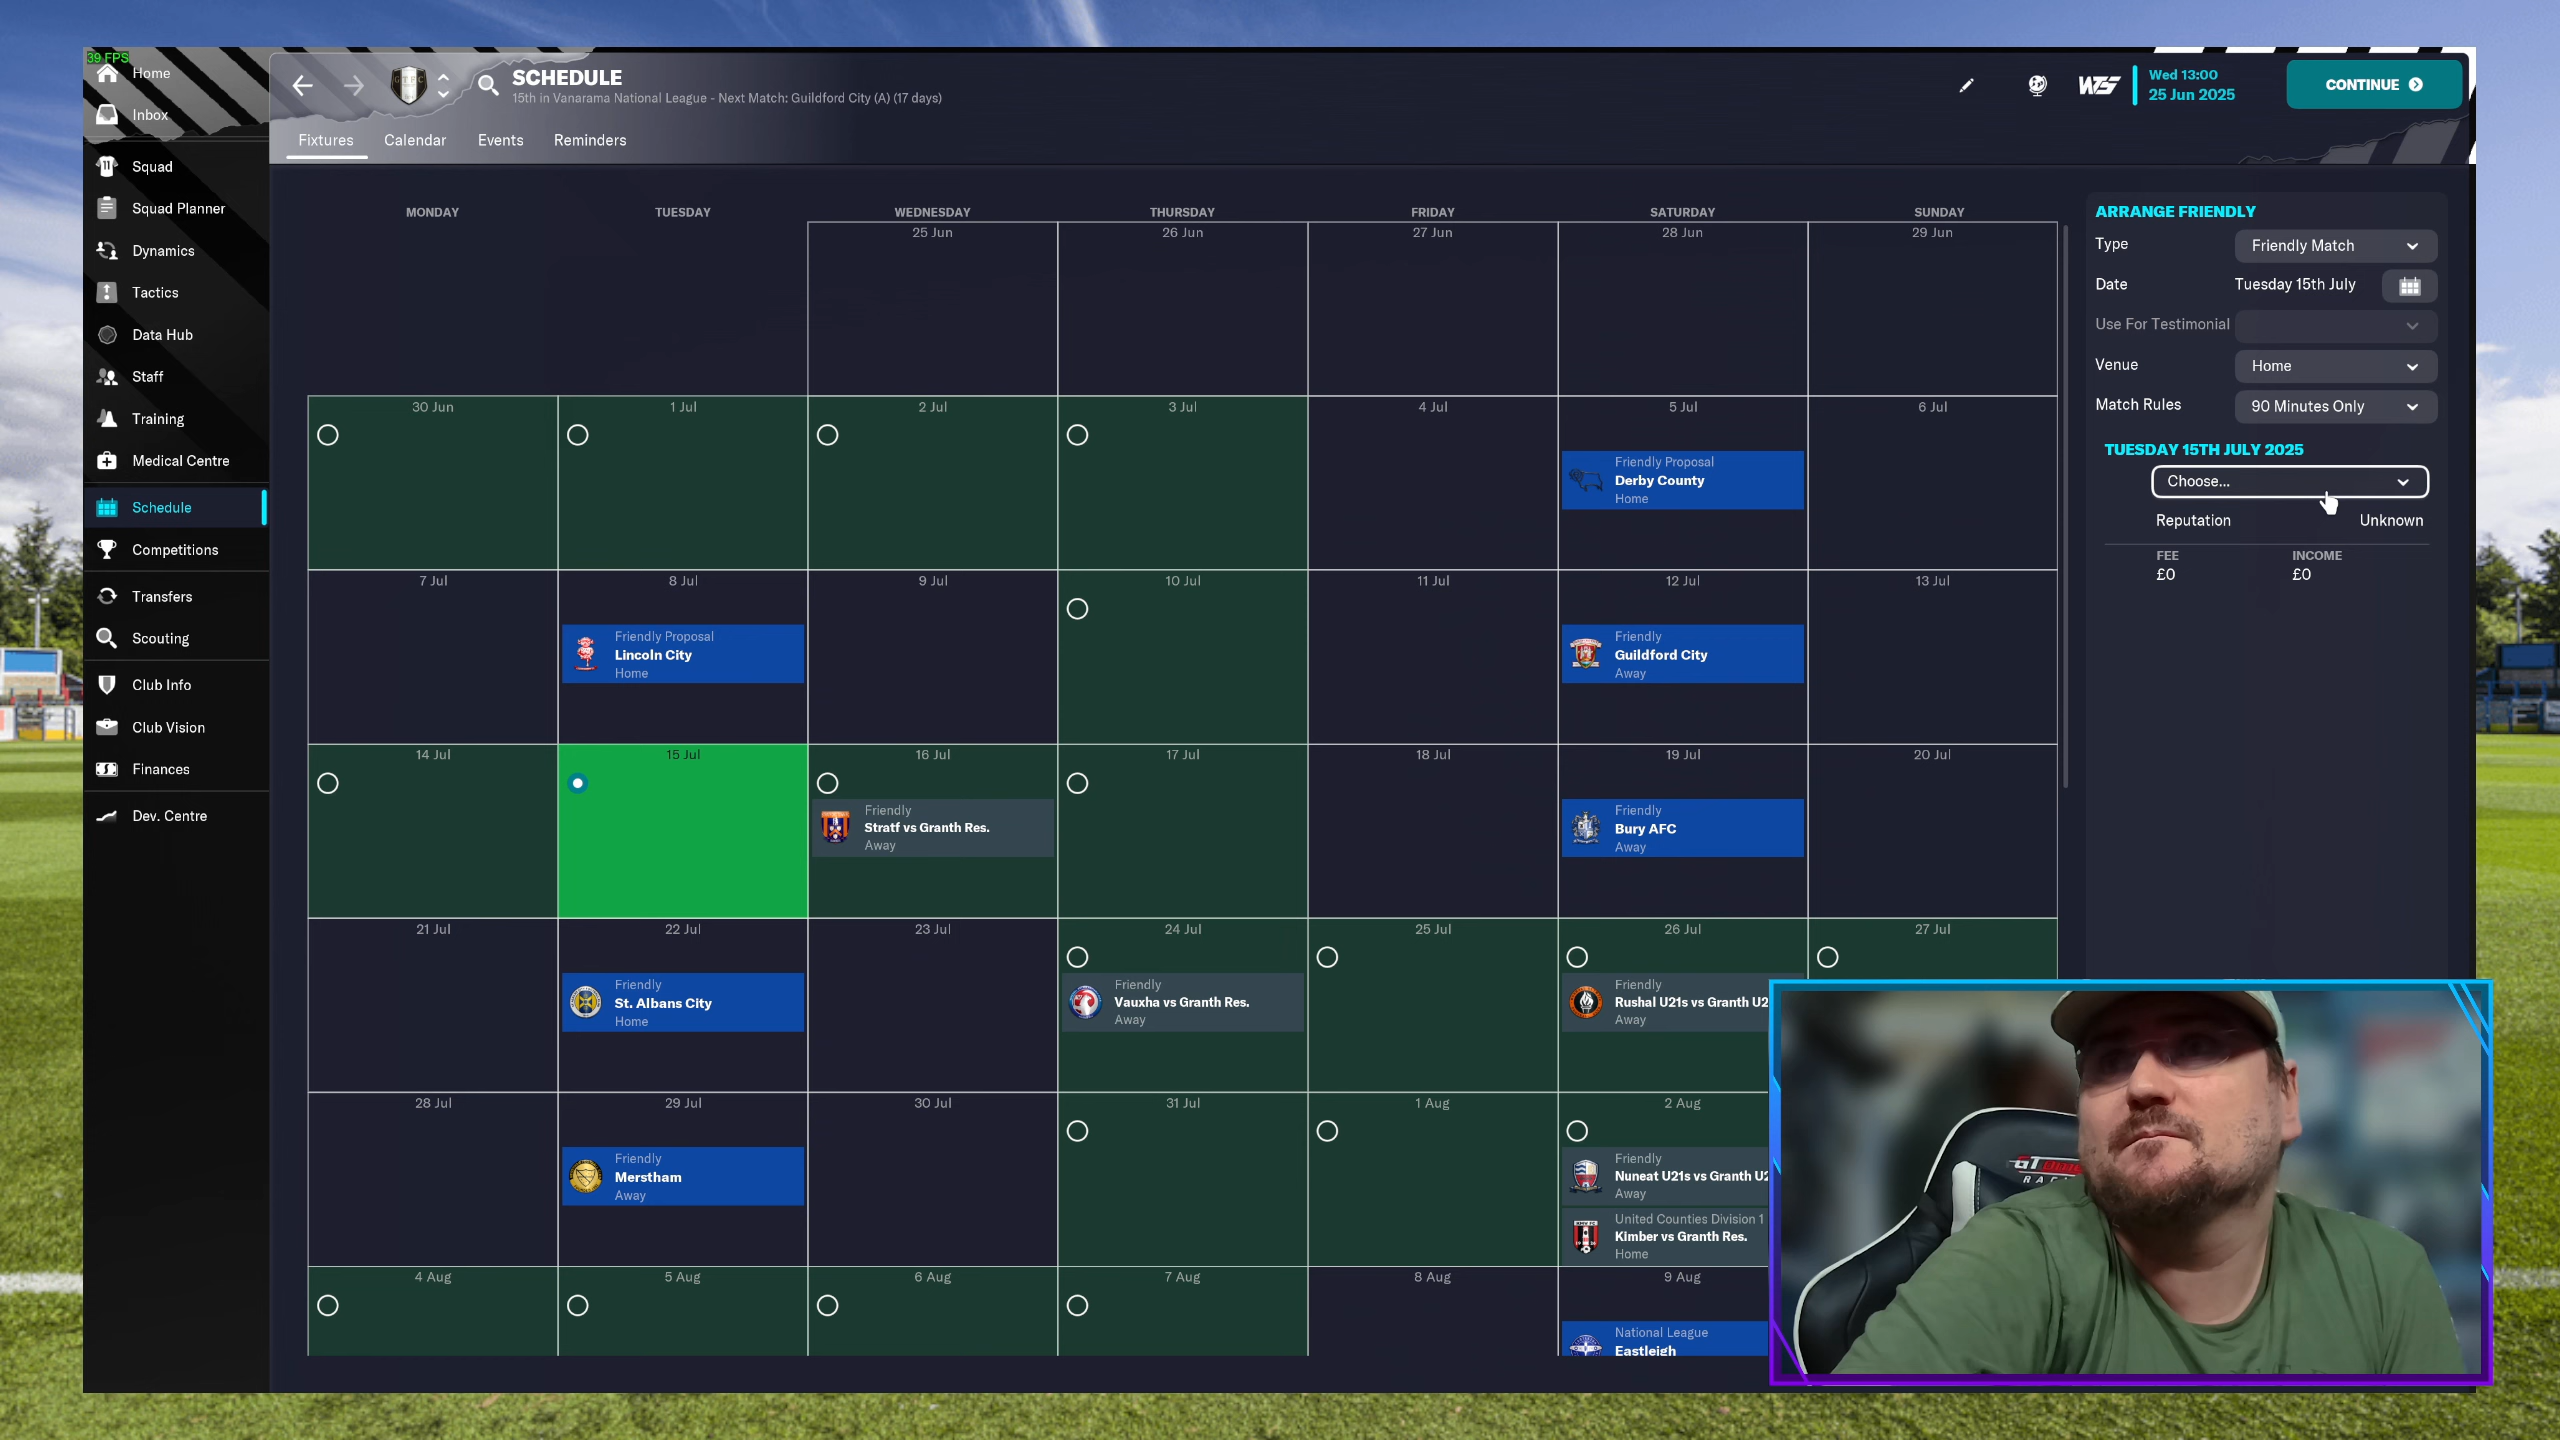 39 FPS
Home
Inbox
Squad
Squad Planner
Dynamics
Tactics
Data Hub
Staff
Training
Medical Centre
Schedule
Competitions
Transfers
Scouting
Club Info
Club Vision
Finances
Dev. Centre
SCHEDULE
15th in Vanarama National League - Next Match: Guildford City (A) (17 days)
Wed 13:00
25 Jun 2025
CONTINUE
Fixtures Calendar Events Reminders
MONDAY TUESDAY WEDNESDAY THURSDAY FRIDAY SATURDAY SUNDAY
25 Jun 26 Jun 27 Jun 28 Jun 29 Jun
30 Jun 1 Jul 2 Jul 3 Jul 4 Jul 5 Jul 6 Jul
Friendly Proposal
Derby County
Home
7 Jul 8 Jul 9 Jul 10 Jul 11 Jul 12 Jul 13 Jul
Friendly Proposal
Lincoln City
Home
Friendly
Guildford City
Away
14 Jul 15 Jul 16 Jul 17 Jul 18 Jul 19 Jul 20 Jul
Friendly
Stratf vs Granth Res.
Away
Friendly
Bury AFC
Away
21 Jul 22 Jul 23 Jul 24 Jul 25 Jul 26 Jul 27 Jul
Friendly
St. Albans City
Home
Friendly
Vauxha vs Granth Res.
Away
Friendly
Rushal U21s vs Granth U2
Away
28 Jul 29 Jul 30 Jul 31 Jul 1 Aug 2 Aug
Friendly
Merstham
Away
Friendly
Nuneat U21s vs Granth U2
Away
United Counties Division 1
Kimber vs Granth Res.
Home
4 Aug 5 Aug 6 Aug 7 Aug 8 Aug 9 Aug
National League
Eastleigh
ARRANGE FRIENDLY
Type Friendly Match
Date Tuesday 15th July
Use For Testimonial
Venue Home
Match Rules 90 Minutes Only
TUESDAY 15TH JULY 2025
Choose...
Reputation Unknown
FEE INCOME
£0 £0